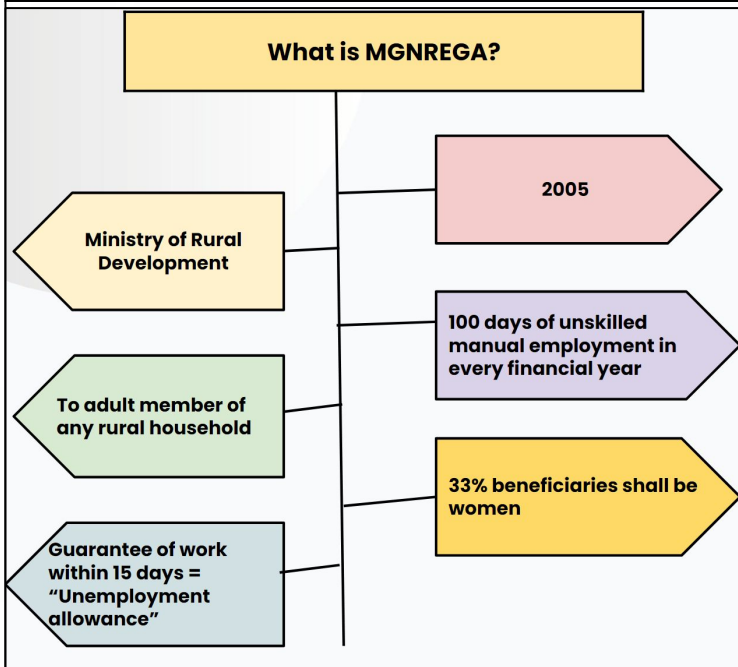 What is MGNREGA?
2005
Ministry of Rural
Development
100 days of unskilled
manual employment in
every financial year
To adult member of
any rural household
33% beneficiaries shall be
women
Guarantee of work
within 15 days =
“Unemployment
allowance”